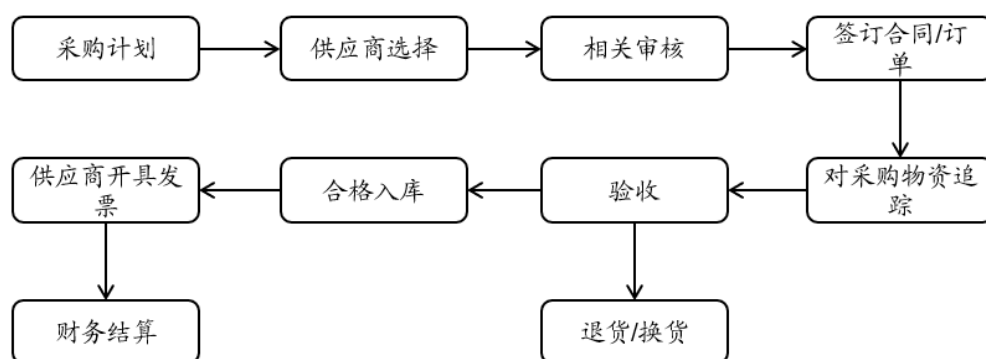 采购计划
供应商选择
相关审核
签订合同/订
单
供应商开具发
票
合格入库
验收
对采购物资追
踪
财务结算
退货/换货